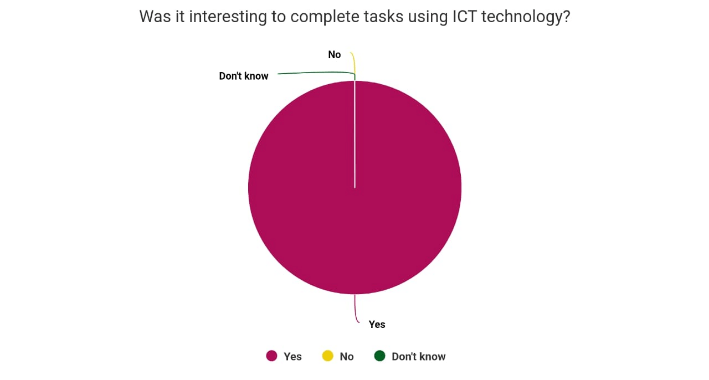 Was it interesting to complete tasks using ICT technology?
No
Don't know
Yes
Yes No Don't know